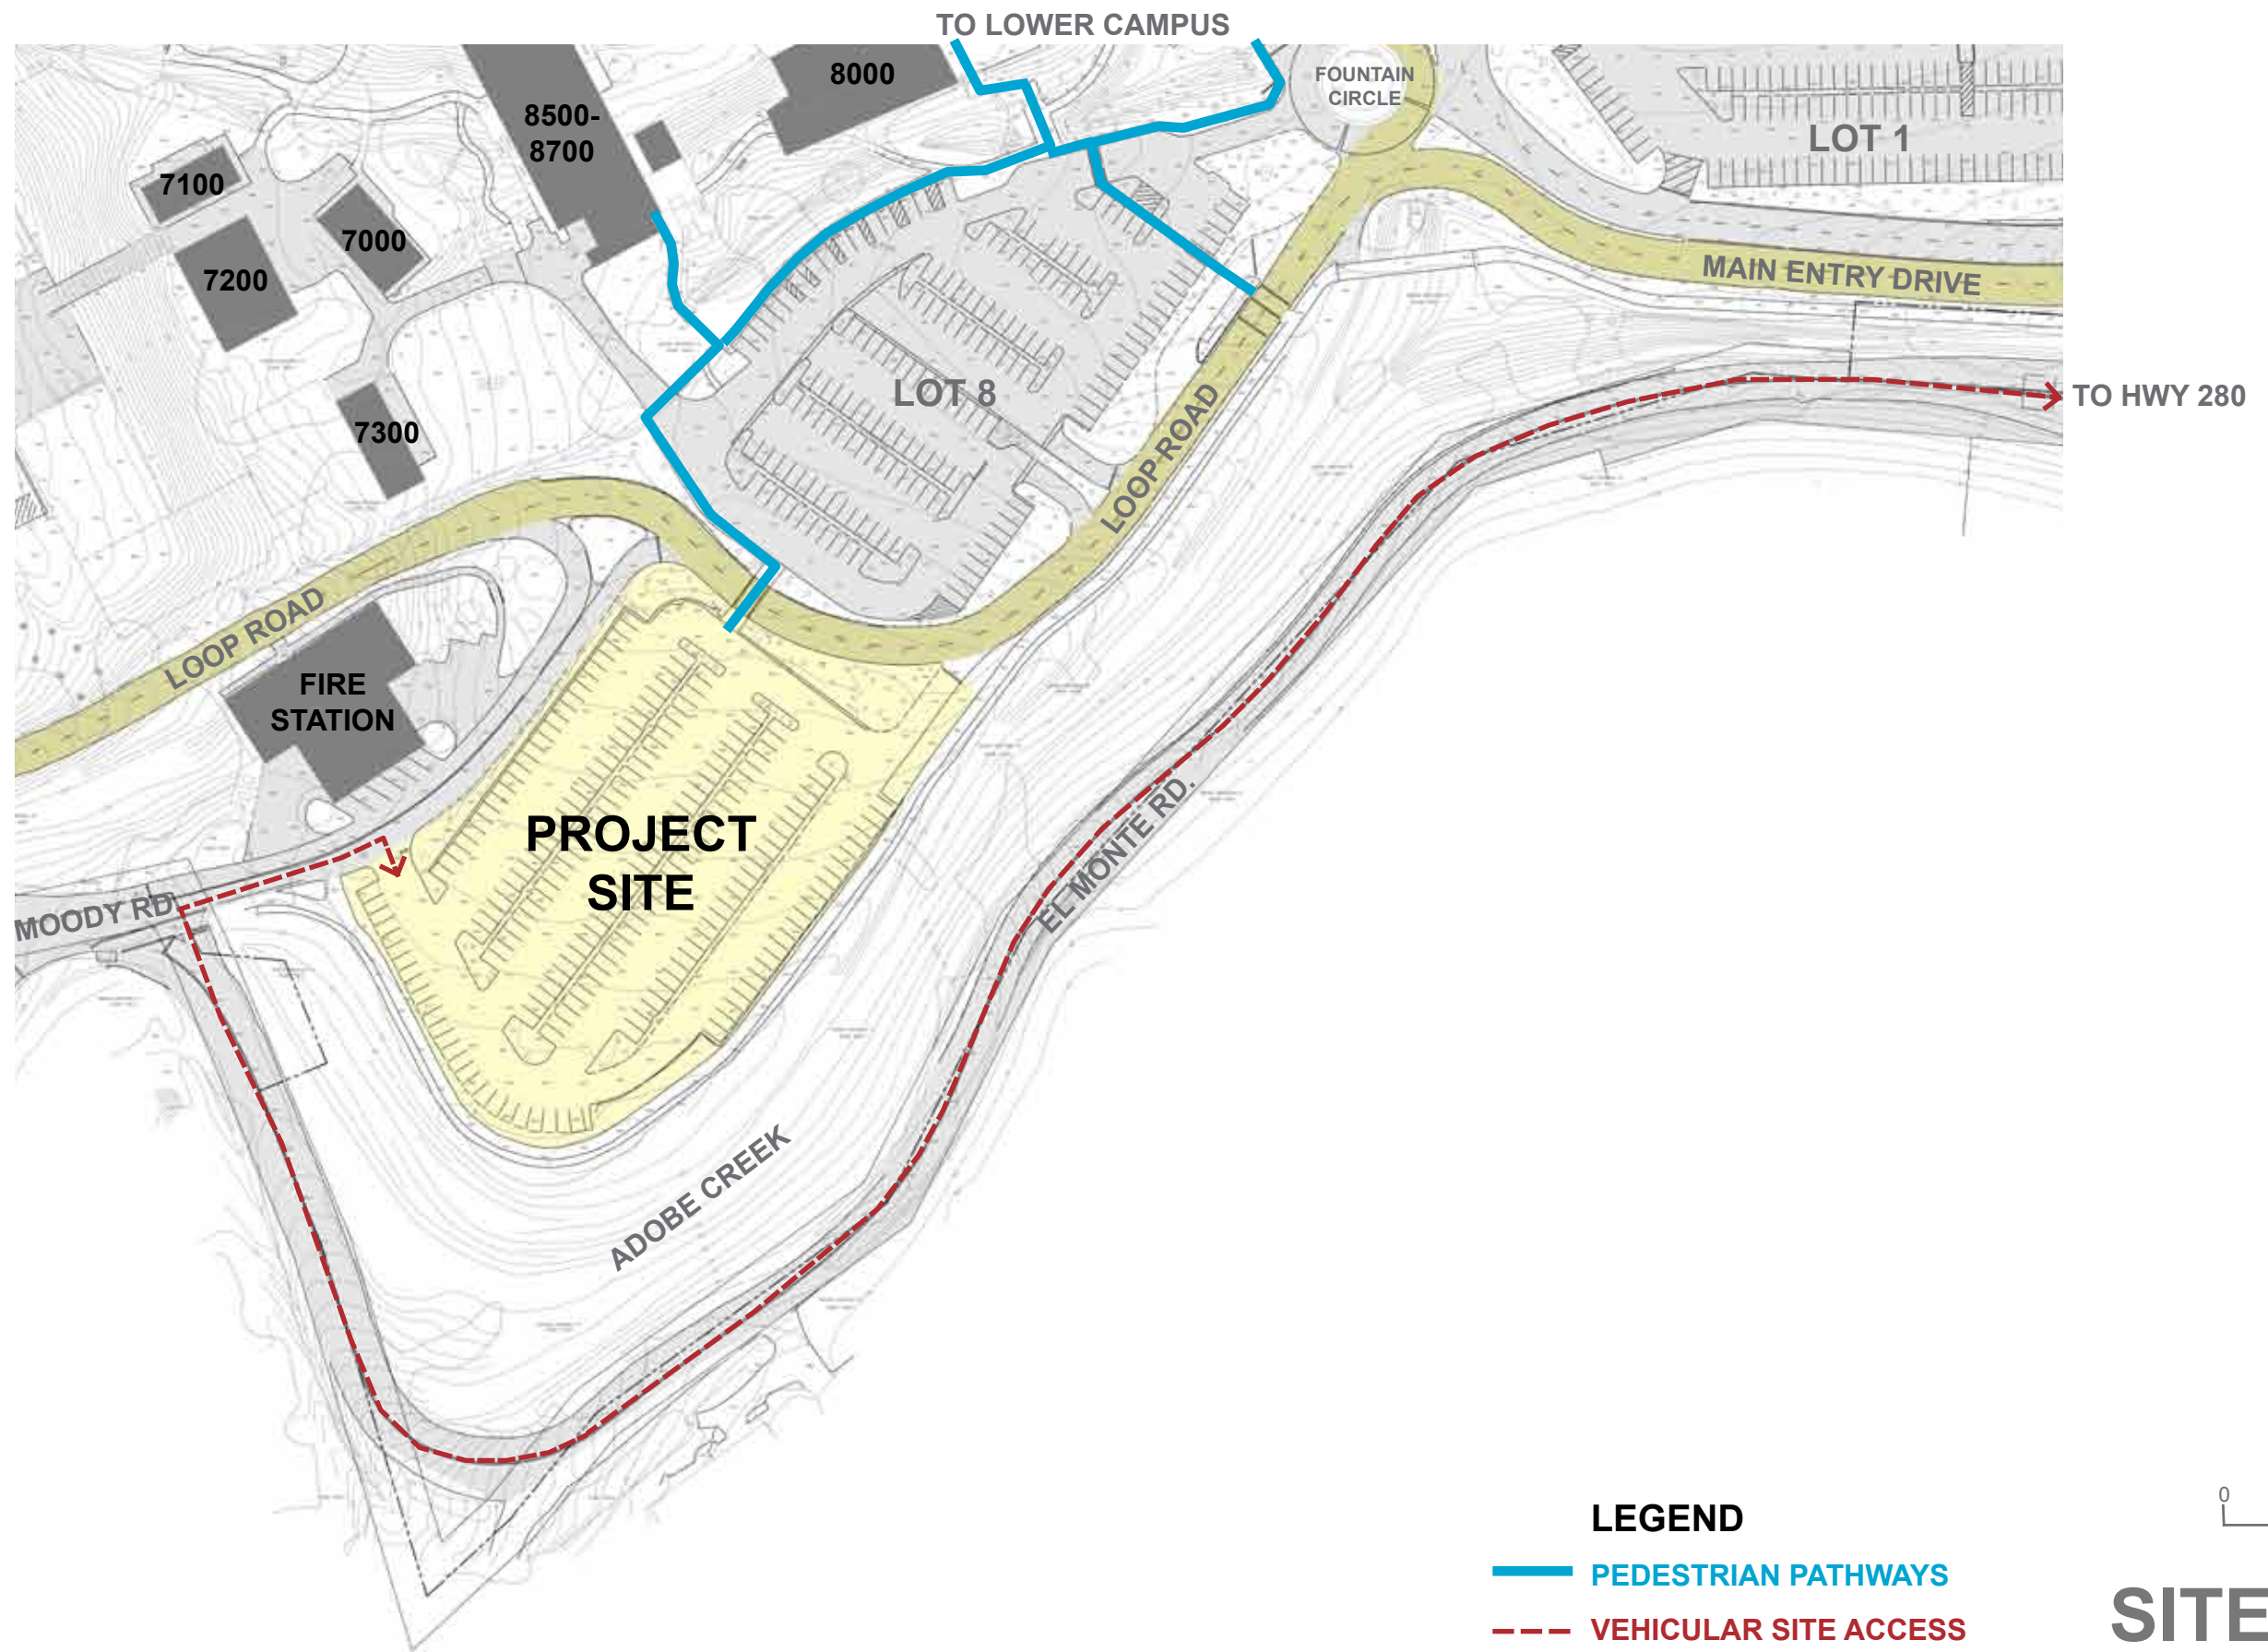 TO LOWER CAMPUS
8000
FOUNTAIN
CIRCLE
8500-
8700
LOT 1
7100
7000
7200
MAIN ENTRY DRIVE
LOT 8
TO HWY 280
7300
LOOP ROAD
LOOP ROAD
FIRE
STATION
PROJECT
SITE
EL MONTE RD.
MOODY RD.
ADOBE CREEK
0
LEGEND
PEDESTRIAN PATHWAYS
VEHICULAR SITE ACCESS
SITE